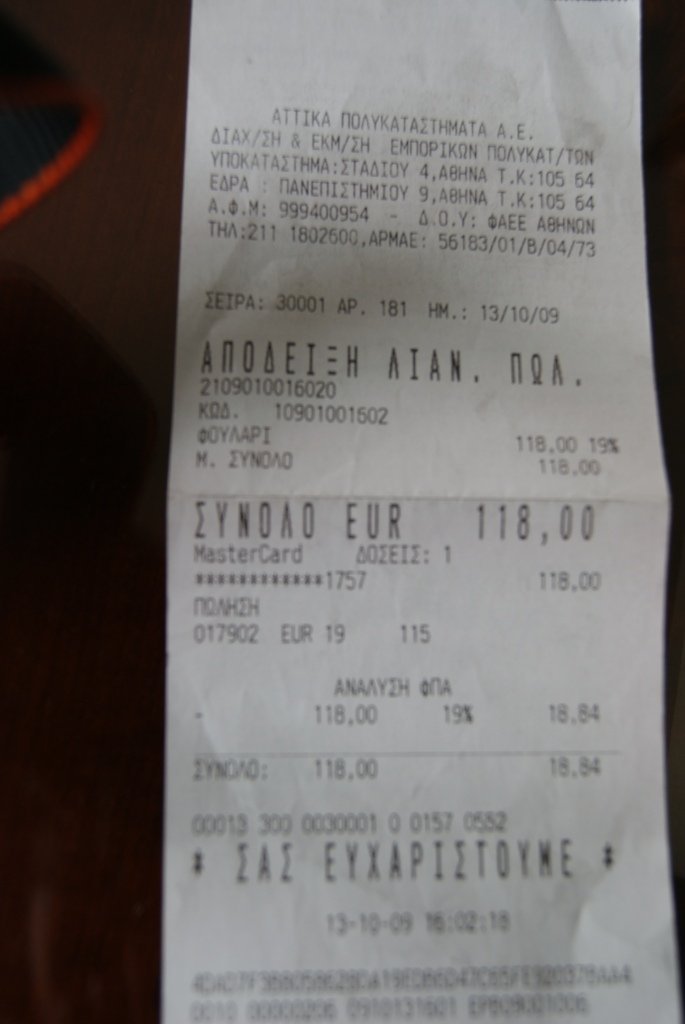 ΑΤΤΙΚΑ ΠΟΛΥΚΑΤΑΣΤΗΜΑΤΑ Α.Ε.
ΔΙΑΧ/ΣΗ & ΕΚΜ/ΣΗ ΕΜΠΟΡΙΚΩΝ ΠΟΛΥΚΑΤ/ΤΩΝ
ΥΠΟΚΑΤΑΣΤΗΜΑ:ΣΤΑΔΙΟΥ 4,ΑΘΗΝΑ Τ.Κ:105 64
ΕΔΡΑ : ΠΑΝΕΠΙΣΤΗΜΙΟΥ 9,ΑΘΗΝΑ Τ.Κ:105 64
Α.Φ.Μ: 999400954 - Δ.Ο.Υ: ΦΑΕΕ ΑΘΗΝΩΝ
ΤΗΛ:211 1802600,ΑΡΜΑΕ: 56183/01/Β/04/73
ΣΕΙΡΑ: 30001 ΑΡ. 181 ΗΜ.: 13/10/09
ΑΠΟΔΕΙΞΗ ΛΙΑΝ. ΠΩΛ.
2109010016020
ΚΩΔ. 10901001602
ΦΟΥΛΑΡΙ 118,00 19%
Μ. ΣΥΝΟΛΟ 118,00
ΣΥΝΟΛΟ EUR 118,00
MasterCard ΔΟΣΕΙΣ: 1
************1757 118,00
ΠΩΛΗΣΗ
017902 EUR 19 115
ΑΝΑΛΥΣΗ ΦΠΑ
- 118,00 19% 18,84
ΣΥΝΟΛΟ: 118,00 18,84
00013 300 0030001 0 0157 0552
* ΣΑΣ ΕΥΧΑΡΙΣΤΟΥΜΕ *
13-10-09 16:02:18